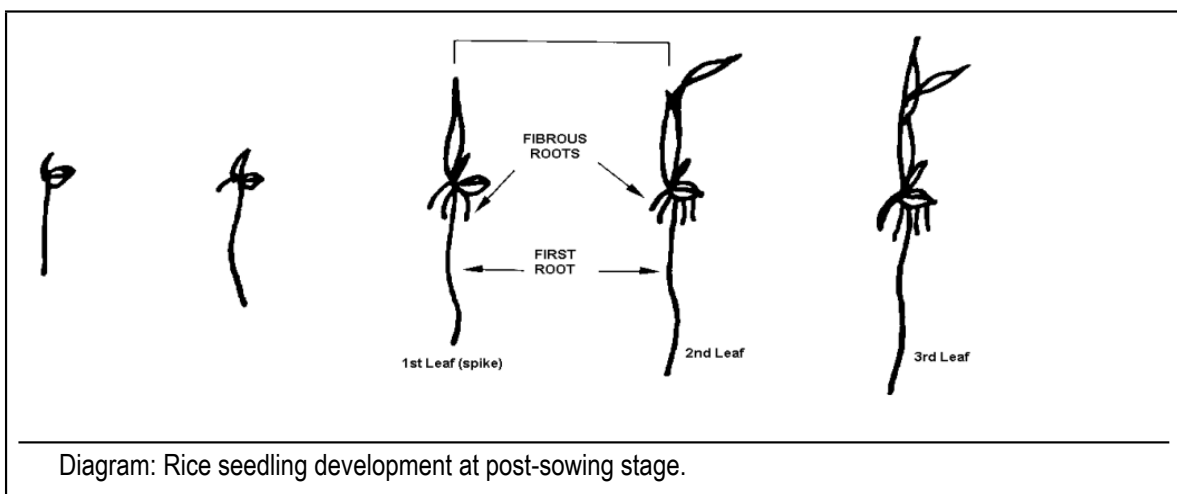 FIBROUS
ROOTS
FIRST
ROOT
1st Leaf (spike)
2nd Leaf
3rd Leaf
Diagram: Rice seedling development at post-sowing stage.